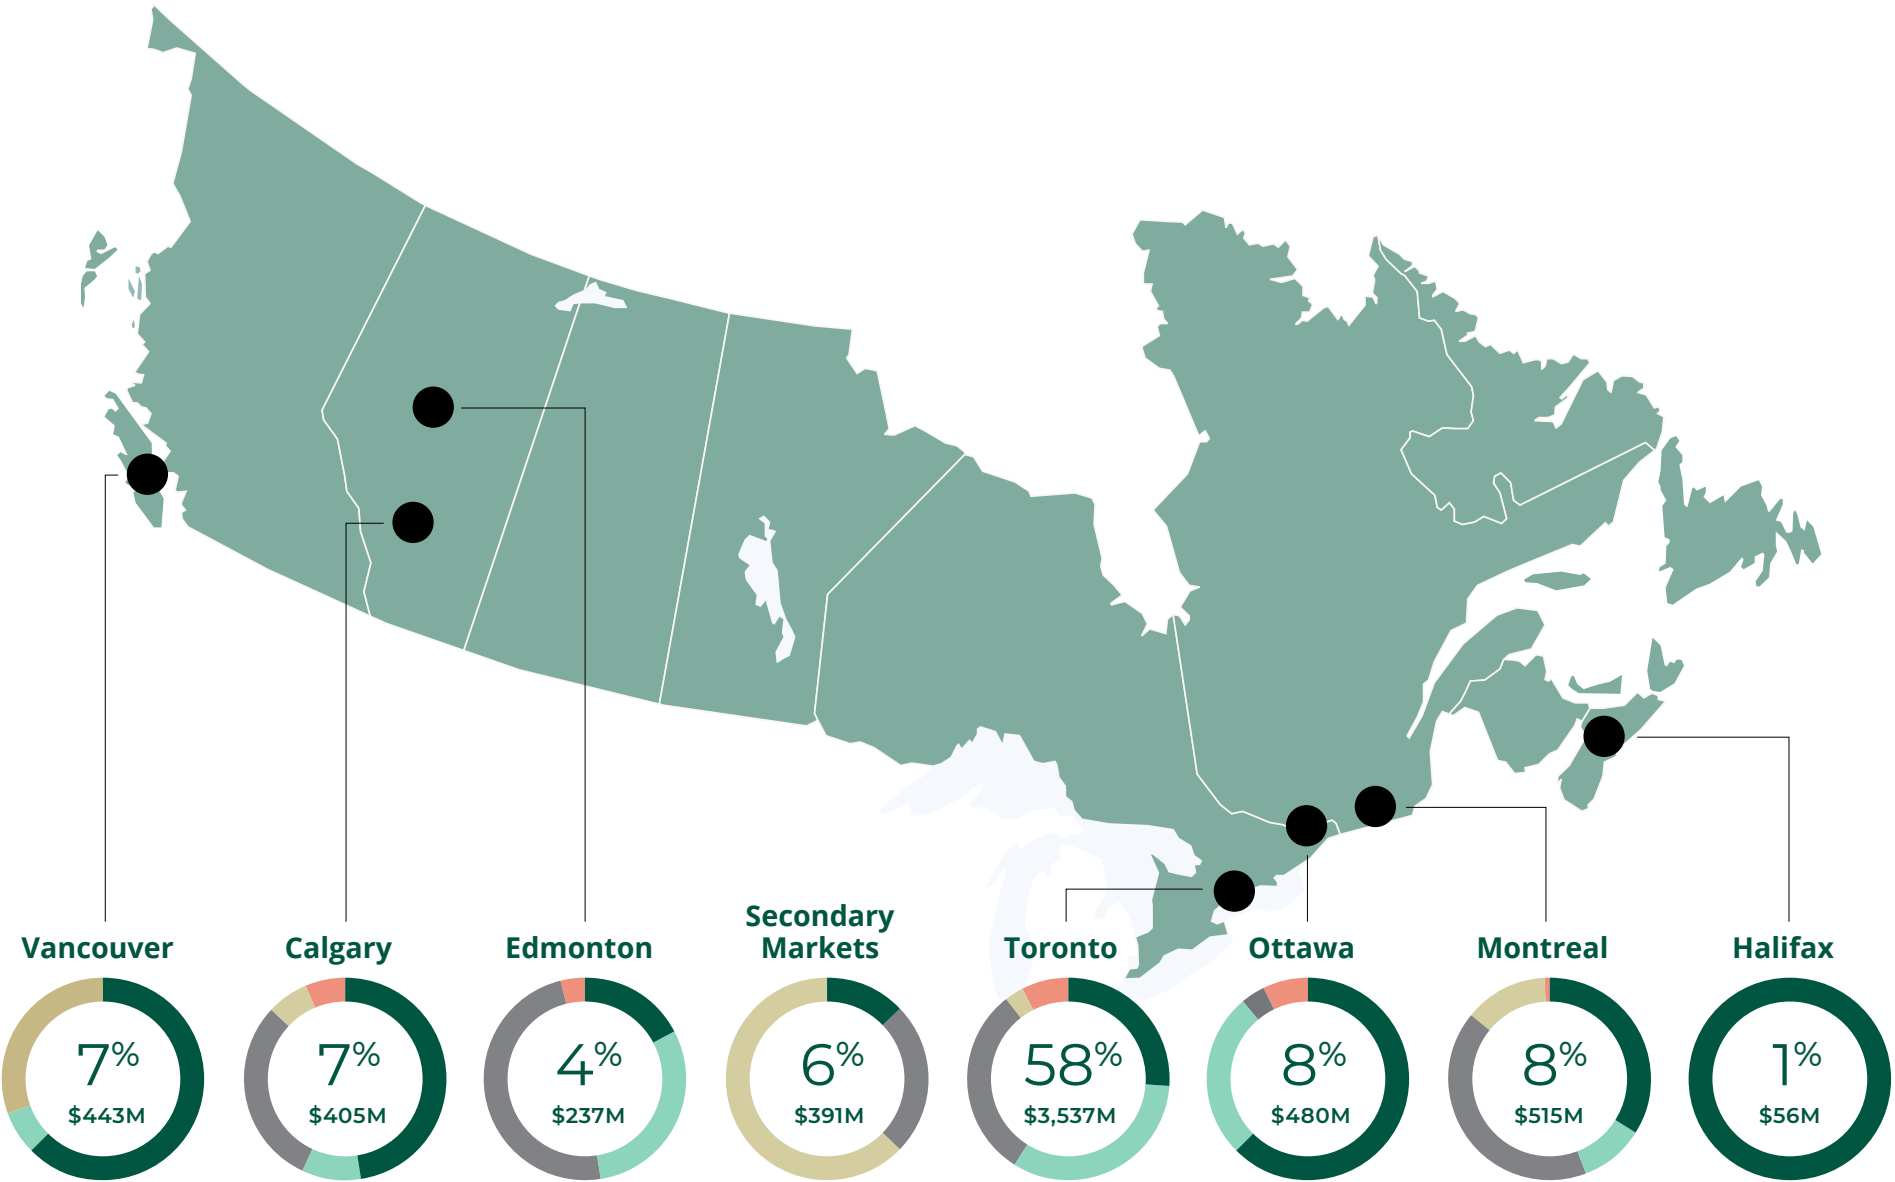 Vancouver
7%
$443M
Calgary
7%
$405M
Edmonton
4%
$237M
Secondary
Markets
6%
$391M
Toronto
58%
$3,537M
Ottawa
8%
$480M
Montreal
8%
$515M
Halifax
1%
$56M